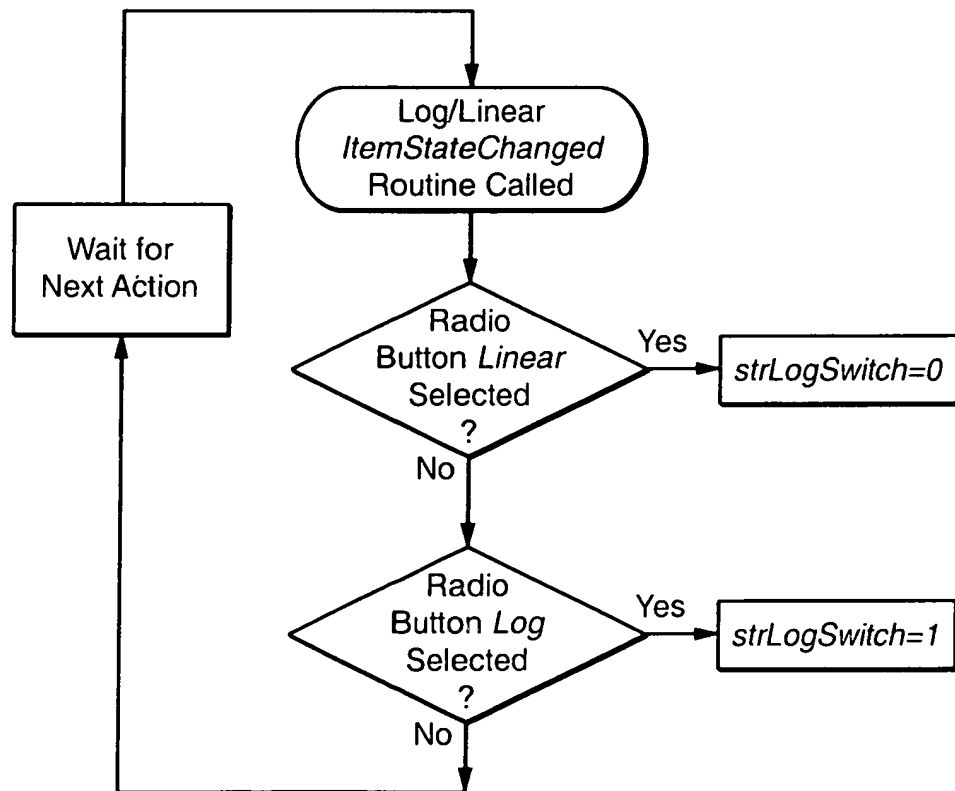 Log/Linear
ItemStateChanged
Routine Called
Wait for
Next Action
Radio
Button Linear
Selected
?
Yes
strLogSwitch=0
No
Radio
Button Log
Selected
?
Yes
strLogSwitch=1
No